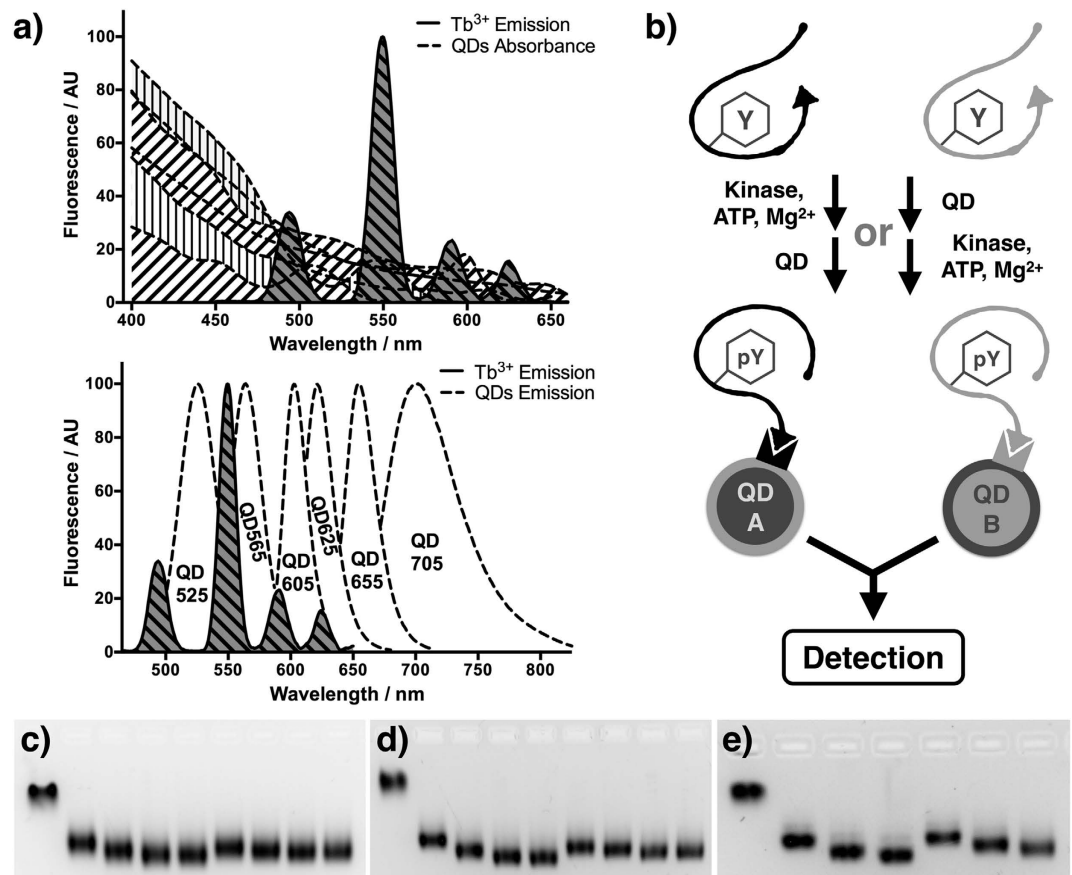 a)
Tb³⁺ Emission
QDs Absorbance
Fluorescence / AU
100
80
60
40
20
0
400
450
500
550
600
650
Wavelength / nm
Tb³⁺ Emission
QDs Emission
Fluorescence / AU
100
80
60
40
20
0
QD
525
QD565
QD
605
QD625
QD
655
QD
705
500
550
600
650
700
750
800
Wavelength / nm
b)
Y
Y
Kinase,
ATP, Mg²⁺
QD
or
QD
Kinase,
ATP, Mg²⁺
pY
pY
QD
A
QD
B
Detection
c)
d)
e)